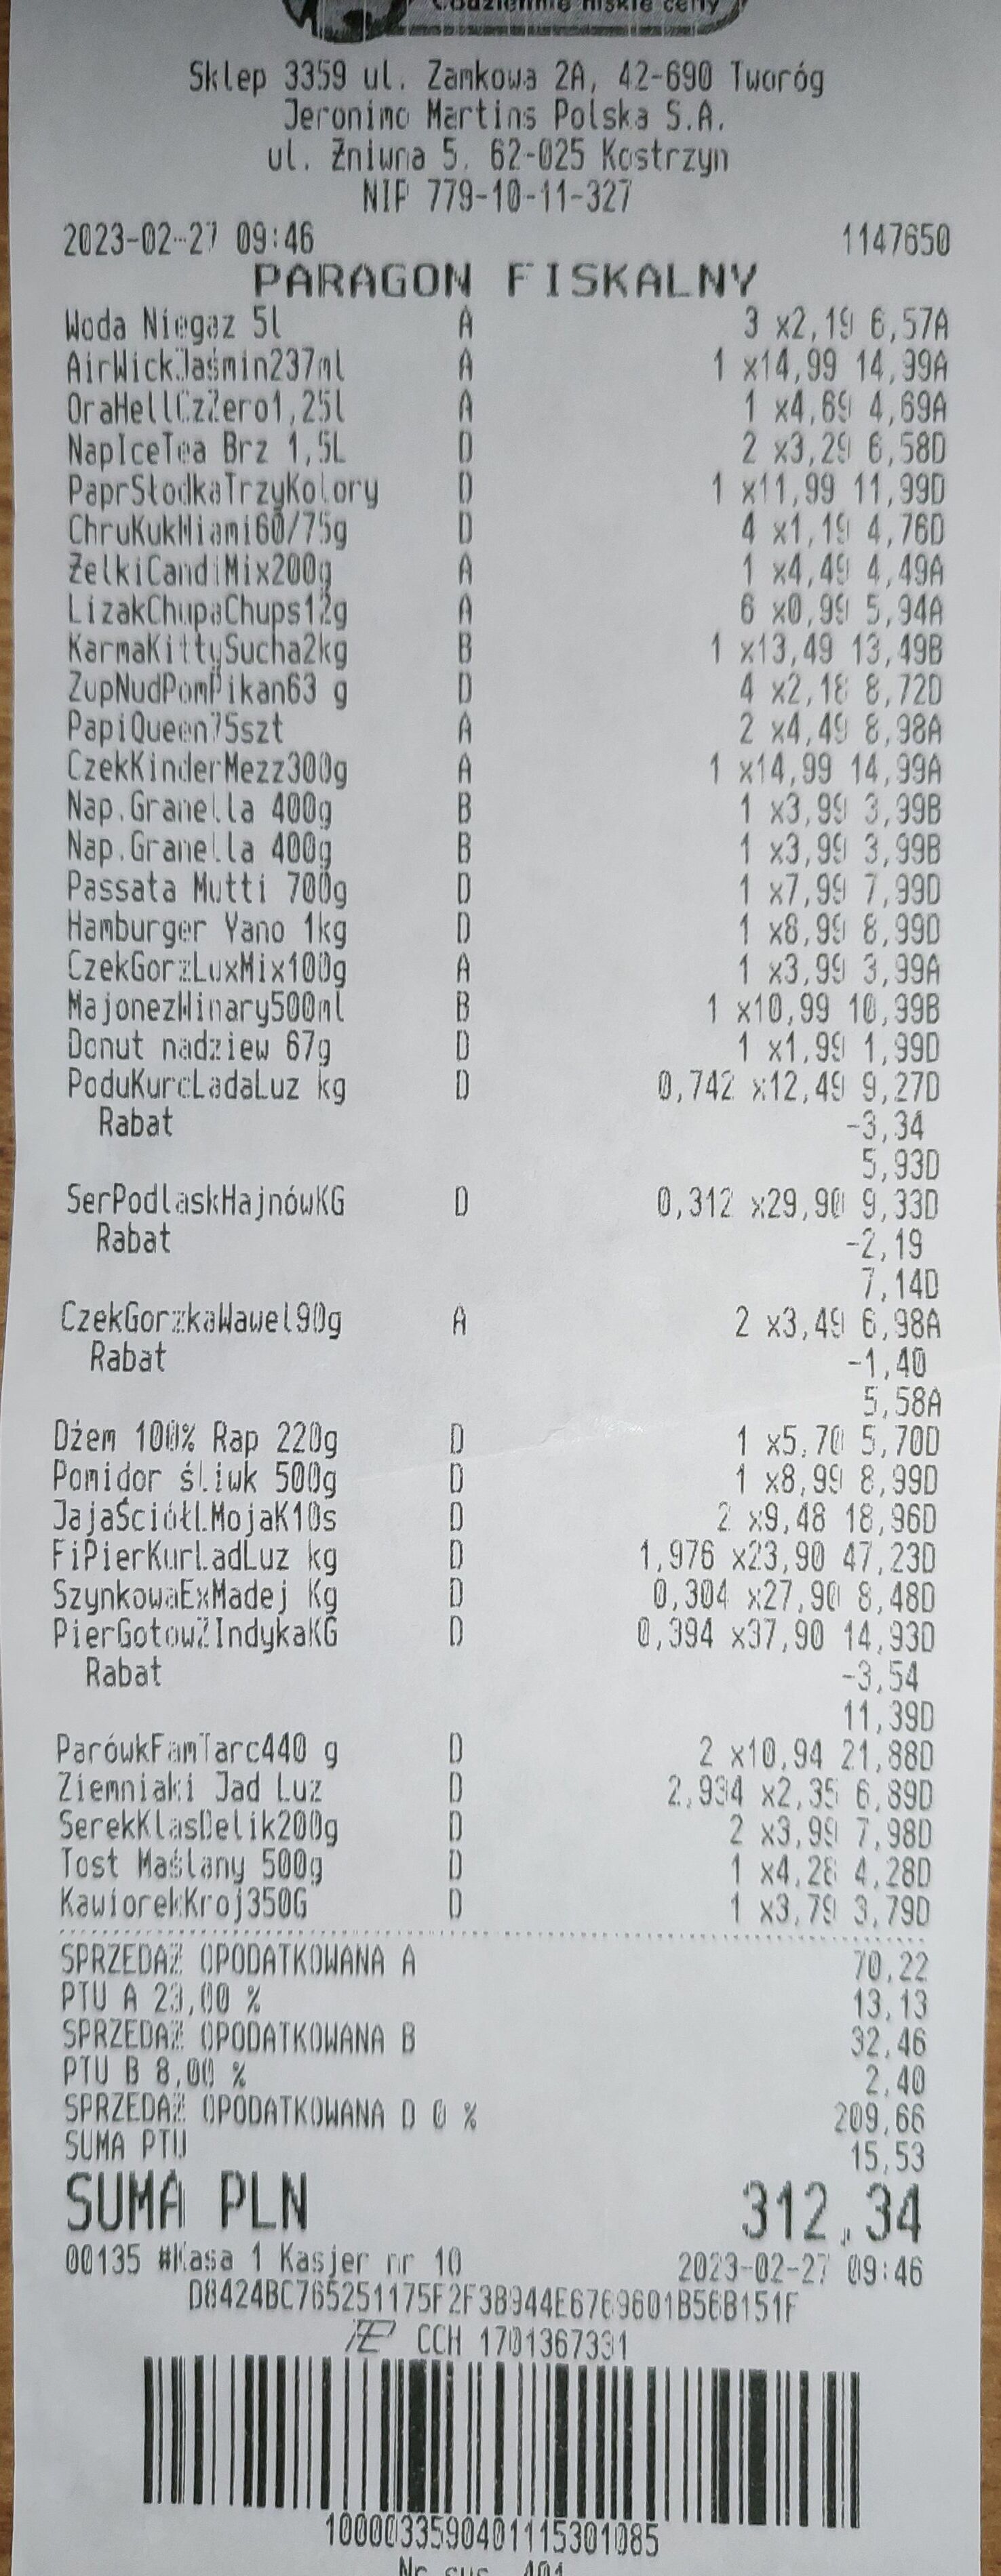 Codziennie niskie ceny
Sklep 3359 ul. Zamkowa 2A, 42-690 Tworóg
Jeronimo Martins Polska S.A.
ul. Żniwna 5. 62-025 Kostrzyn
NIP 779-10-11-327
2023-02-27 09:46 1147650
PARAGON FISKALNY
Woda Niegaz 5l A 3 x2,19 6,57A
AirWickJaśmin237ml A 1 x14,99 14,99A
OraHellCzZero1,25l A 1 x4,69 4,69A
NapIceTea Brz 1,5L D 2 x3,29 6,58D
PaprSłodkaTrzyKolory D 1 x11,99 11,99D
ChruKukMiami60/75g D 4 x1,19 4,76D
ŻelkiCandiMix200g A 1 x4,49 4,49A
LizakChupaChups12g A 6 x0,99 5,94A
KarmaKittySucha2kg B 1 x13,49 13,49B
ZupNudPomPikan63 g D 4 x2,18 8,72D
PapiQueen75szt A 2 x4,49 8,98A
CzekKinderMezz300g A 1 x14,99 14,99A
Nap.Granella 400g B 1 x3,99 3,99B
Nap.Granella 400g B 1 x3,99 3,99B
Passata Mutti 700g D 1 x7,99 7,99D
Hamburger Yano 1kg D 1 x8,99 8,99D
CzekGorzLuxMix100g A 1 x3,99 3,99A
MajonezWinary500ml B 1 x10,99 10,99B
Donut nadziew 67g D 1 x1,99 1,99D
PoduKurcLadaLuz kg D 0,742 x12,49 9,27D
Rabat -3,34
5,93D
SerPodlaskHajnówKG D 0,312 x29,90 9,33D
Rabat -2,19
7,14D
CzekGorzkaWawel90g A 2 x3,49 6,98A
Rabat -1,40
5,58A
Dżem 100% Rap 220g D 1 x5,70 5,70D
Pomidor śliwk 500g D 1 x8,99 8,99D
JajaŚciółLMojaK10s D 2 x9,48 18,96D
FiPierKurLadLuz kg D 1,976 x23,90 47,23D
SzynkowaExMadej Kg D 0,304 x27,90 8,48D
PierGotowZIndykaKG D 0,394 x37,90 14,93D
Rabat -3,54
11,39D
ParówkFamTarc440 g D 2 x10,94 21,88D
Ziemniaki Jad Luz D 2,934 x2,35 6,89D
SerekKlasDelik200g D 2 x3,99 7,98D
Tost Maślany 500g D 1 x4,28 4,28D
KawiorekKroj350G D 1 x3,79 3,79D
SPRZEDAŻ OPODATKOWANA A 70,22
PTU A 23,00 % 13,13
SPRZEDAŻ OPODATKOWANA B 32,46
PTU B 8,00 % 2,40
SPRZEDAŻ OPODATKOWANA D 0 % 209,66
SUMA PTU 15,53
SUMA PLN 312,34
00135 #Kasa 1 Kasjer nr 10 2023-02-27 09:46
D8424BC765251175F2F38944E6769601B56B151F
CCH 1701367331
1000033590401115301085
Nr sys. 401